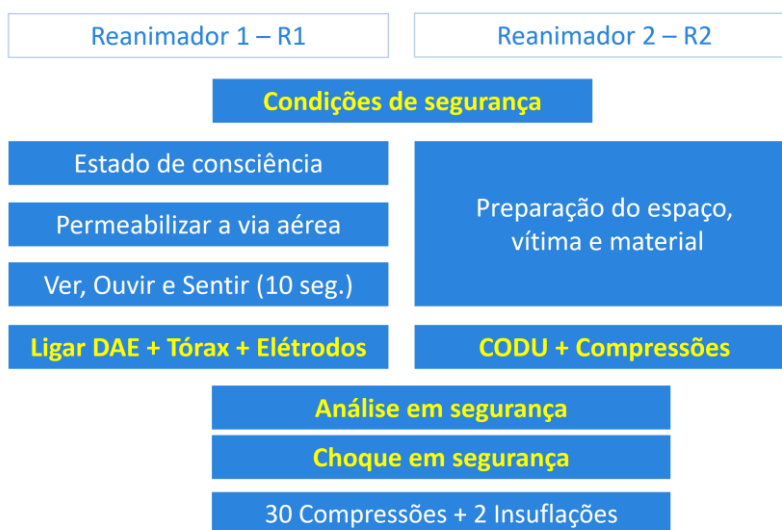 Reanimador 1 – R1
Reanimador 2 – R2
Condições de segurança
Estado de consciência
Permeabilizar a via aérea
Ver, Ouvir e Sentir (10 seg.)
Preparação do espaço,
vítima e material
Ligar DAE + Tórax + Elétrodos
CODU + Compressões
Análise em segurança
Choque em segurança
30 Compressões + 2 Insuflações